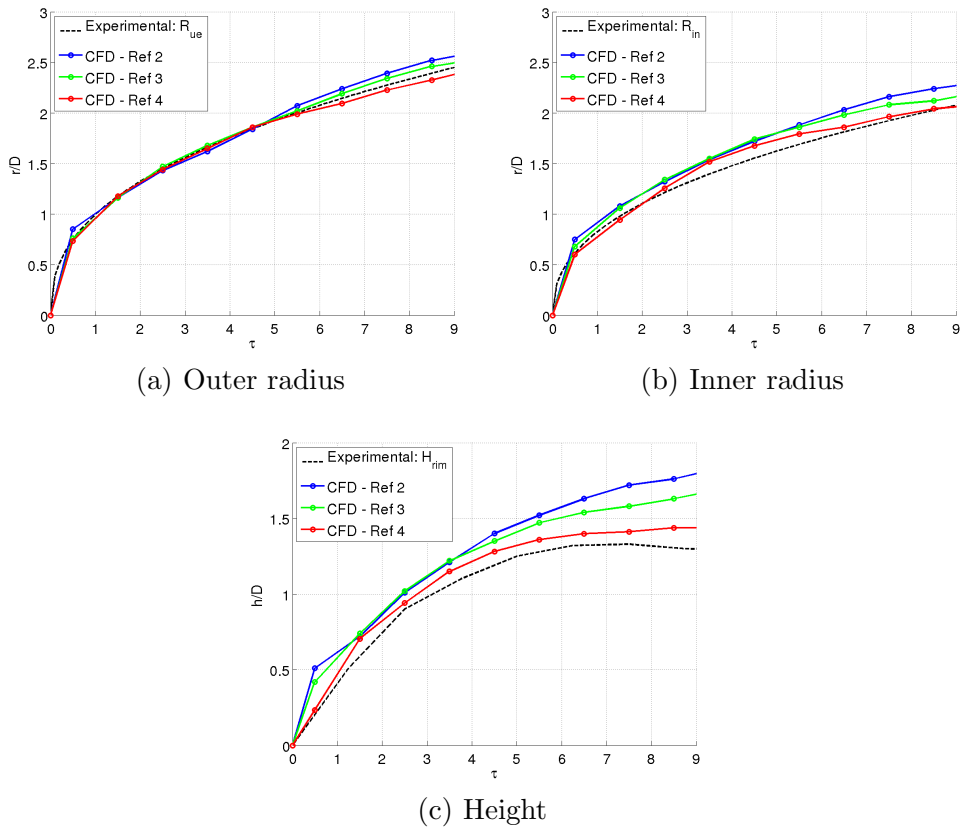 Experimental: R_ue
CFD - Ref 2
CFD - Ref 3
CFD - Ref 4
3
2.5
2
1.5
1
0.5
0
r/D
0 1 2 3 4 5 6 7 8 9
τ
(a) Outer radius
Experimental: R_in
CFD - Ref 2
CFD - Ref 3
CFD - Ref 4
3
2.5
2
1.5
1
0.5
0
r/D
0 1 2 3 4 5 6 7 8 9
τ
(b) Inner radius
Experimental: H_rim
CFD - Ref 2
CFD - Ref 3
CFD - Ref 4
2
1.5
1
0.5
0
h/D
0 1 2 3 4 5 6 7 8 9
τ
(c) Height